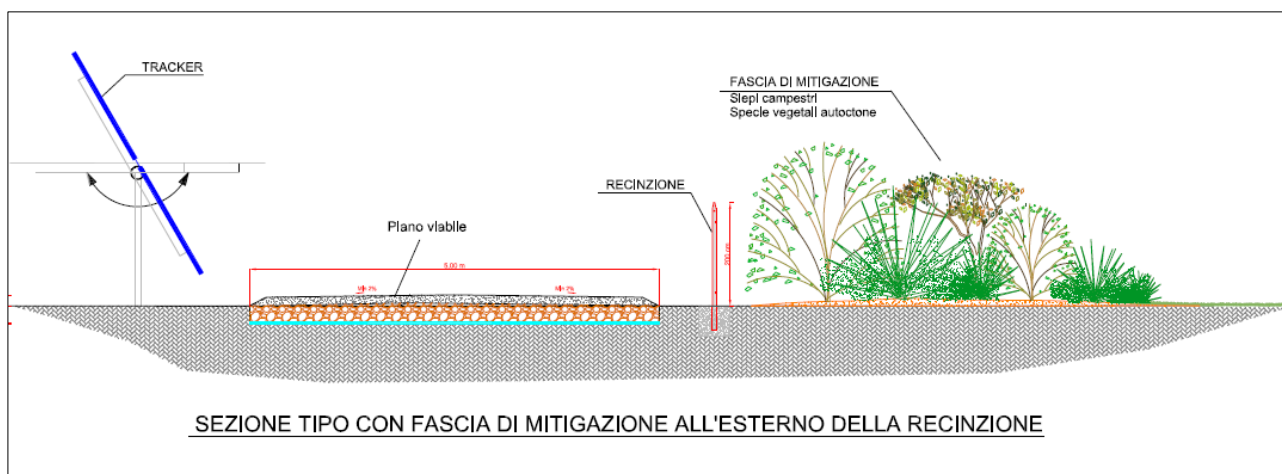 TRACKER
FASCIA DI MITIGAZIONE
Siepi campestri
Specie vegetali autoctone
RECINZIONE
Piano viabile
5.00 m
200 cm
SEZIONE TIPO CON FASCIA DI MITIGAZIONE ALL'ESTERNO DELLA RECINZIONE